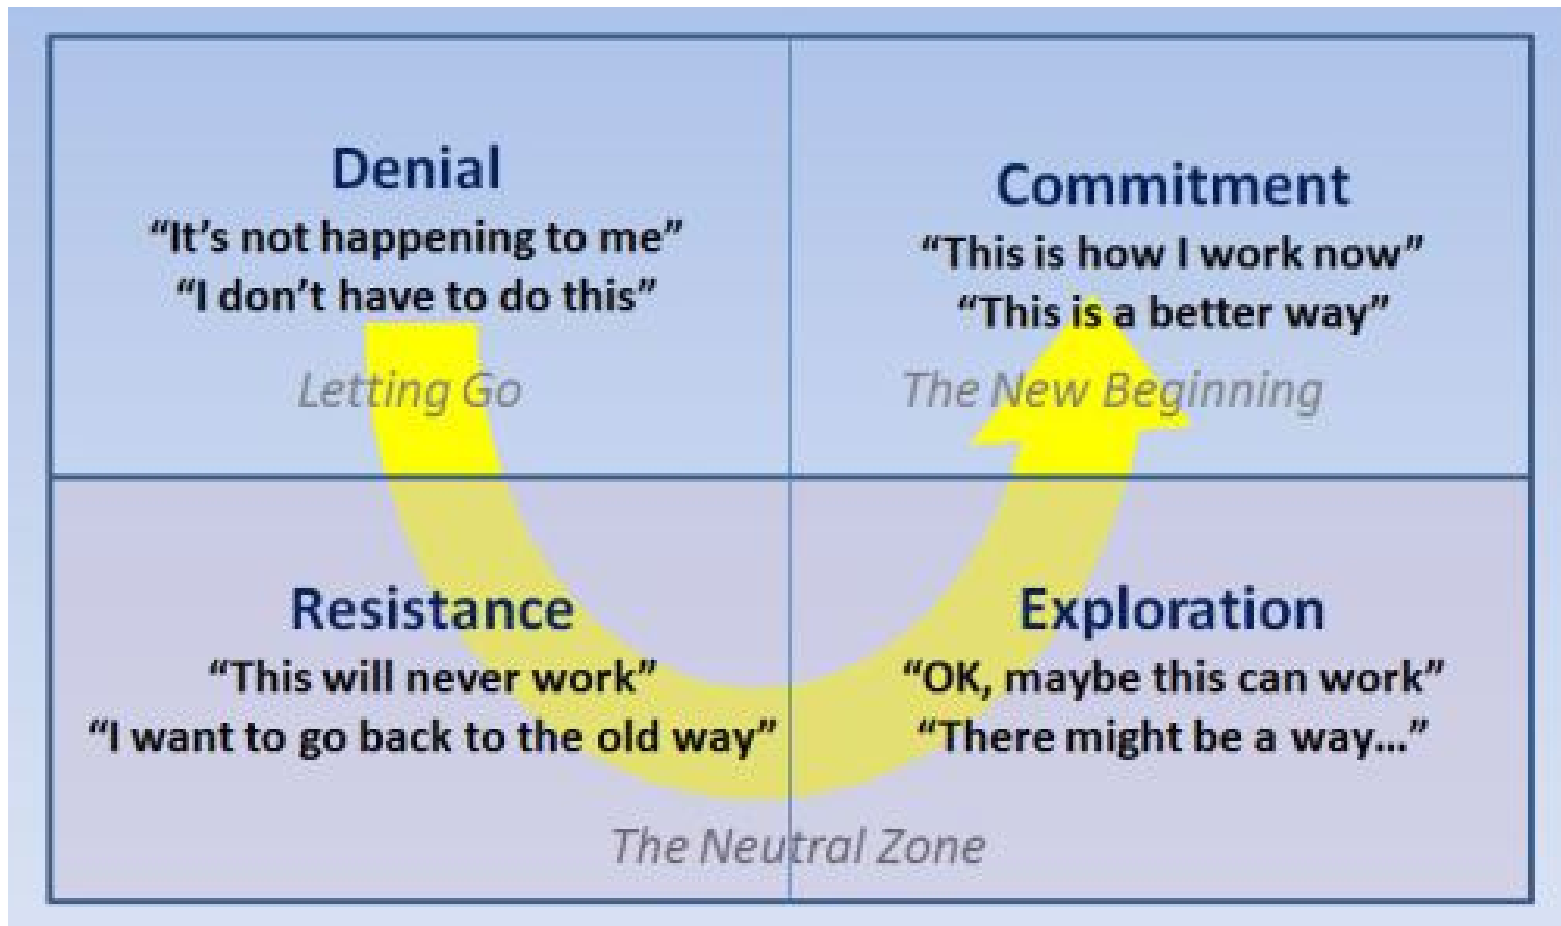 Denial
“It’s not happening to me”
“I don’t have to do this”
Letting Go
Commitment
“This is how I work now”
“This is a better way”
The New Beginning
Resistance
“This will never work”
“I want to go back to the old way”
Exploration
“OK, maybe this can work”
“There might be a way...”
The Neutral Zone